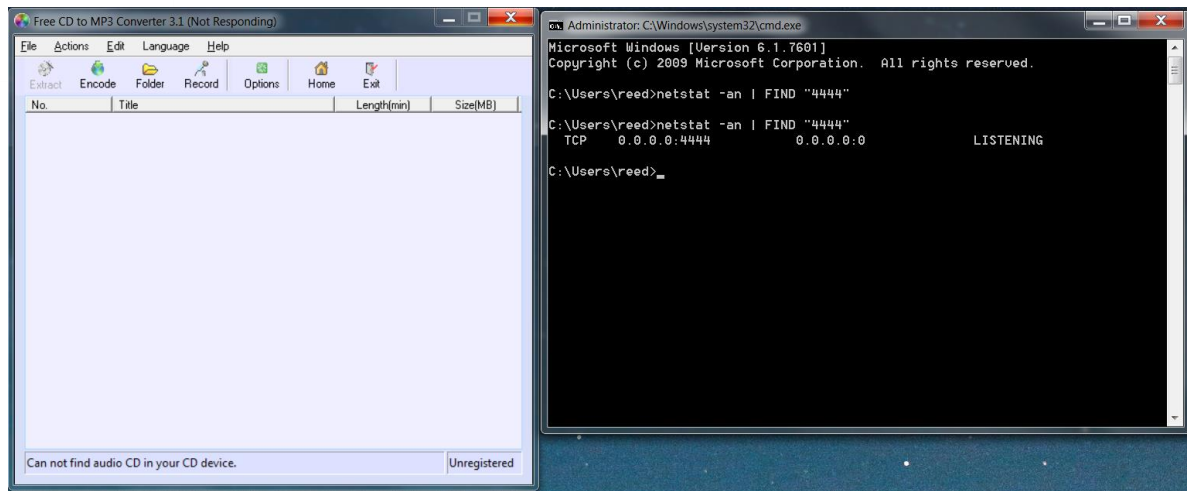 Free CD to MP3 Converter 3.1 (Not Responding)
File Actions Edit Language Help
Extract Encode Folder Record Options Home Exit
No. Title Length(min) Size(MB)
Can not find audio CD in your CD device. Unregistered
Administrator: C:\Windows\system32\cmd.exe
Microsoft Windows [Version 6.1.7601]
Copyright (c) 2009 Microsoft Corporation. All rights reserved.
C:\Users\reed>netstat -an | FIND "4444"
C:\Users\reed>netstat -an | FIND "4444"
TCP 0.0.0.0:4444 0.0.0.0:0 LISTENING
C:\Users\reed>_